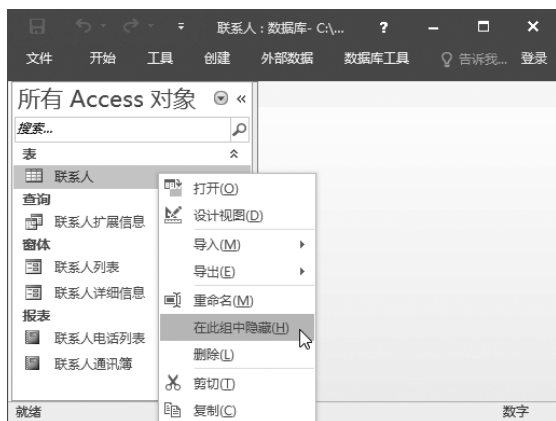 联系人 : 数据库- C:\... ?
文件 开始 工具 创建 外部数据 数据库工具 告诉我... 登录
所有 Access 对象
搜索...
表
联系人
查询
联系人扩展信息
窗体
联系人列表
联系人详细信息
报表
联系人电话列表
联系人通讯簿
打开(O)
设计视图(D)
导入(M)
导出(E)
重命名(M)
在此组中隐藏(H)
删除(L)
剪切(T)
复制(C)
就绪 数字